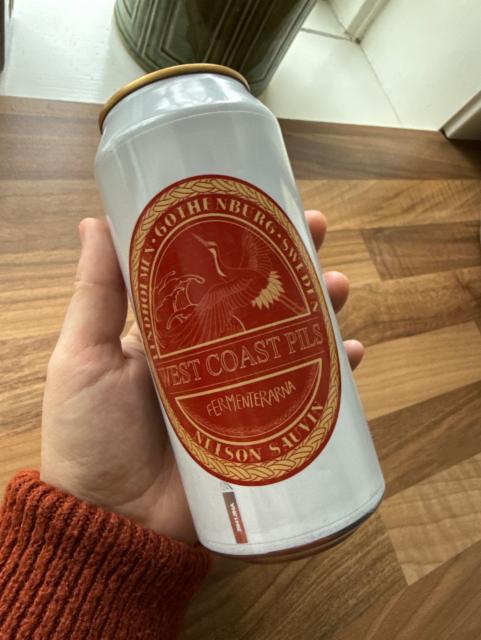 GOTHENBURG · SWEDEN
WEST COAST PILS
FERMENTERARNA
NELSON SAUVIN